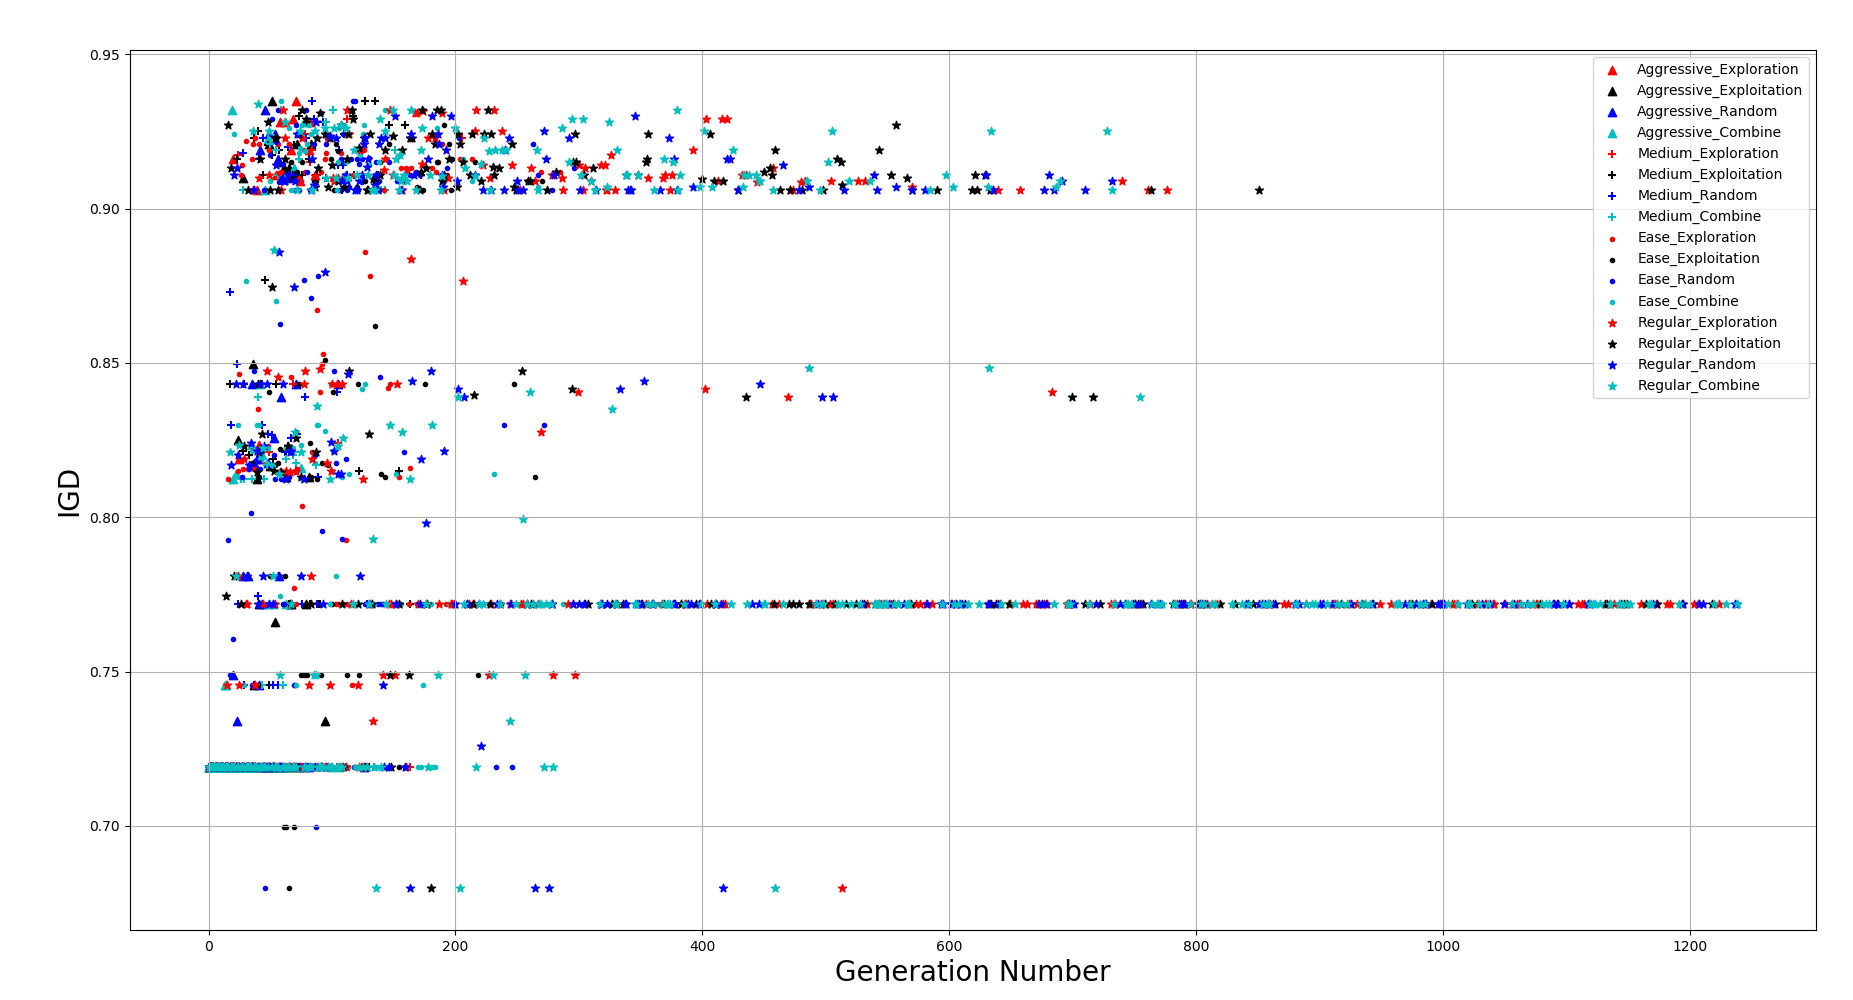 0.95
0.90
0.85
0.80
0.75
0.70
IGD
0
200
400
600
800
1000
1200
Generation Number
Aggressive_Exploration
Aggressive_Exploitation
Aggressive_Random
Aggressive_Combine
Medium_Exploration
Medium_Exploitation
Medium_Random
Medium_Combine
Ease_Exploration
Ease_Exploitation
Ease_Random
Ease_Combine
Regular_Exploration
Regular_Exploitation
Regular_Random
Regular_Combine